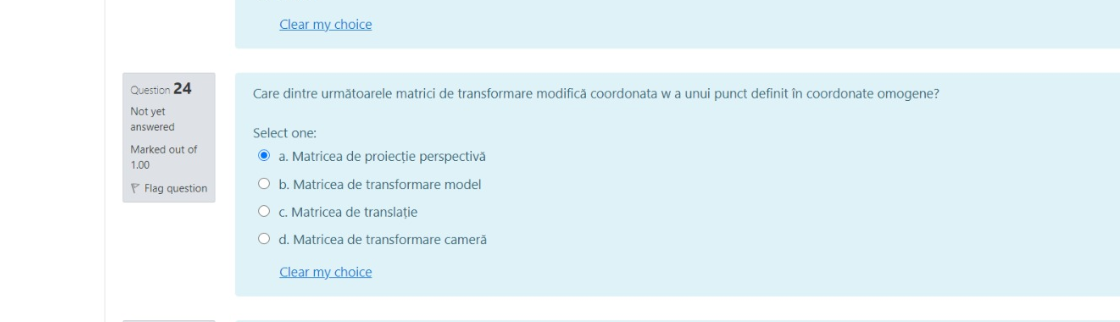 Clear my choice
Question 24
Not yet
answered
Marked out of
1.00
Flag question
Care dintre următoarele matrici de transformare modifică coordonata w a unui punct definit în coordonate omogene?
Select one:
a. Matricea de proiecție perspectivă
b. Matricea de transformare model
c. Matricea de translație
d. Matricea de transformare cameră
Clear my choice